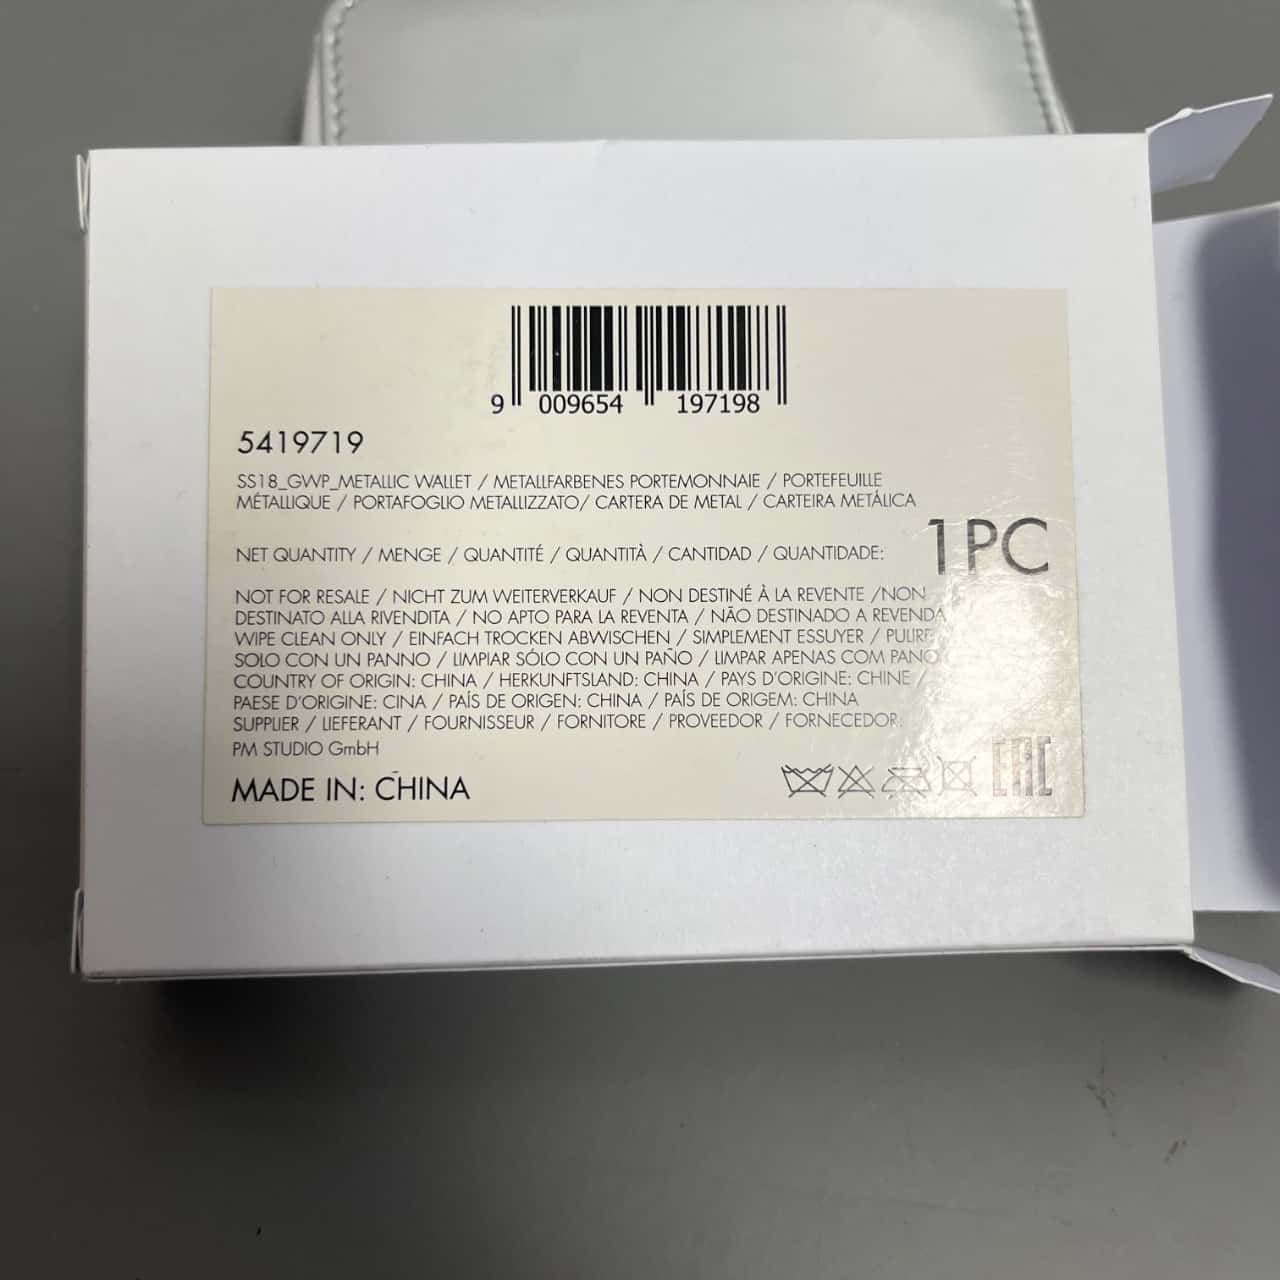 9 009654 197198
5419719
SS18_GWP_METALLIC WALLET / METALLFARBENES PORTEMONNAIE / PORTEFEUILLE
MÉTALLIQUE / PORTAFOGLIO METALLIZZATO/ CARTERA DE METAL / CARTEIRA METÁLICA
NET QUANTITY / MENGE / QUANTITÉ / QUANTITÀ / CANTIDAD / QUANTIDADE: 1PC
NOT FOR RESALE / NICHT ZUM WEITERVERKAUF / NON DESTINÉ À LA REVENTE /NON
DESTINATO ALLA RIVENDITA / NO APTO PARA LA REVENTA / NÃO DESTINADO A REVENDA
WIPE CLEAN ONLY / EINFACH TROCKEN ABWISCHEN / SIMPLEMENT ESSUYER / PULIRE
SOLO CON UN PANNO / LIMPIAR SÓLO CON UN PAÑO / LIMPAR APENAS COM PANO
COUNTRY OF ORIGIN: CHINA / HERKUNFTSLAND: CHINA / PAYS D'ORIGINE: CHINE /
PAESE D'ORIGINE: CINA / PAÍS DE ORIGEN: CHINA / PAÍS DE ORIGEM: CHINA
SUPPLIER / LIEFERANT / FOURNISSEUR / FORNITORE / PROVEEDOR / FORNECEDOR:
PM STUDIO GmbH
MADE IN: CHINA
EAC